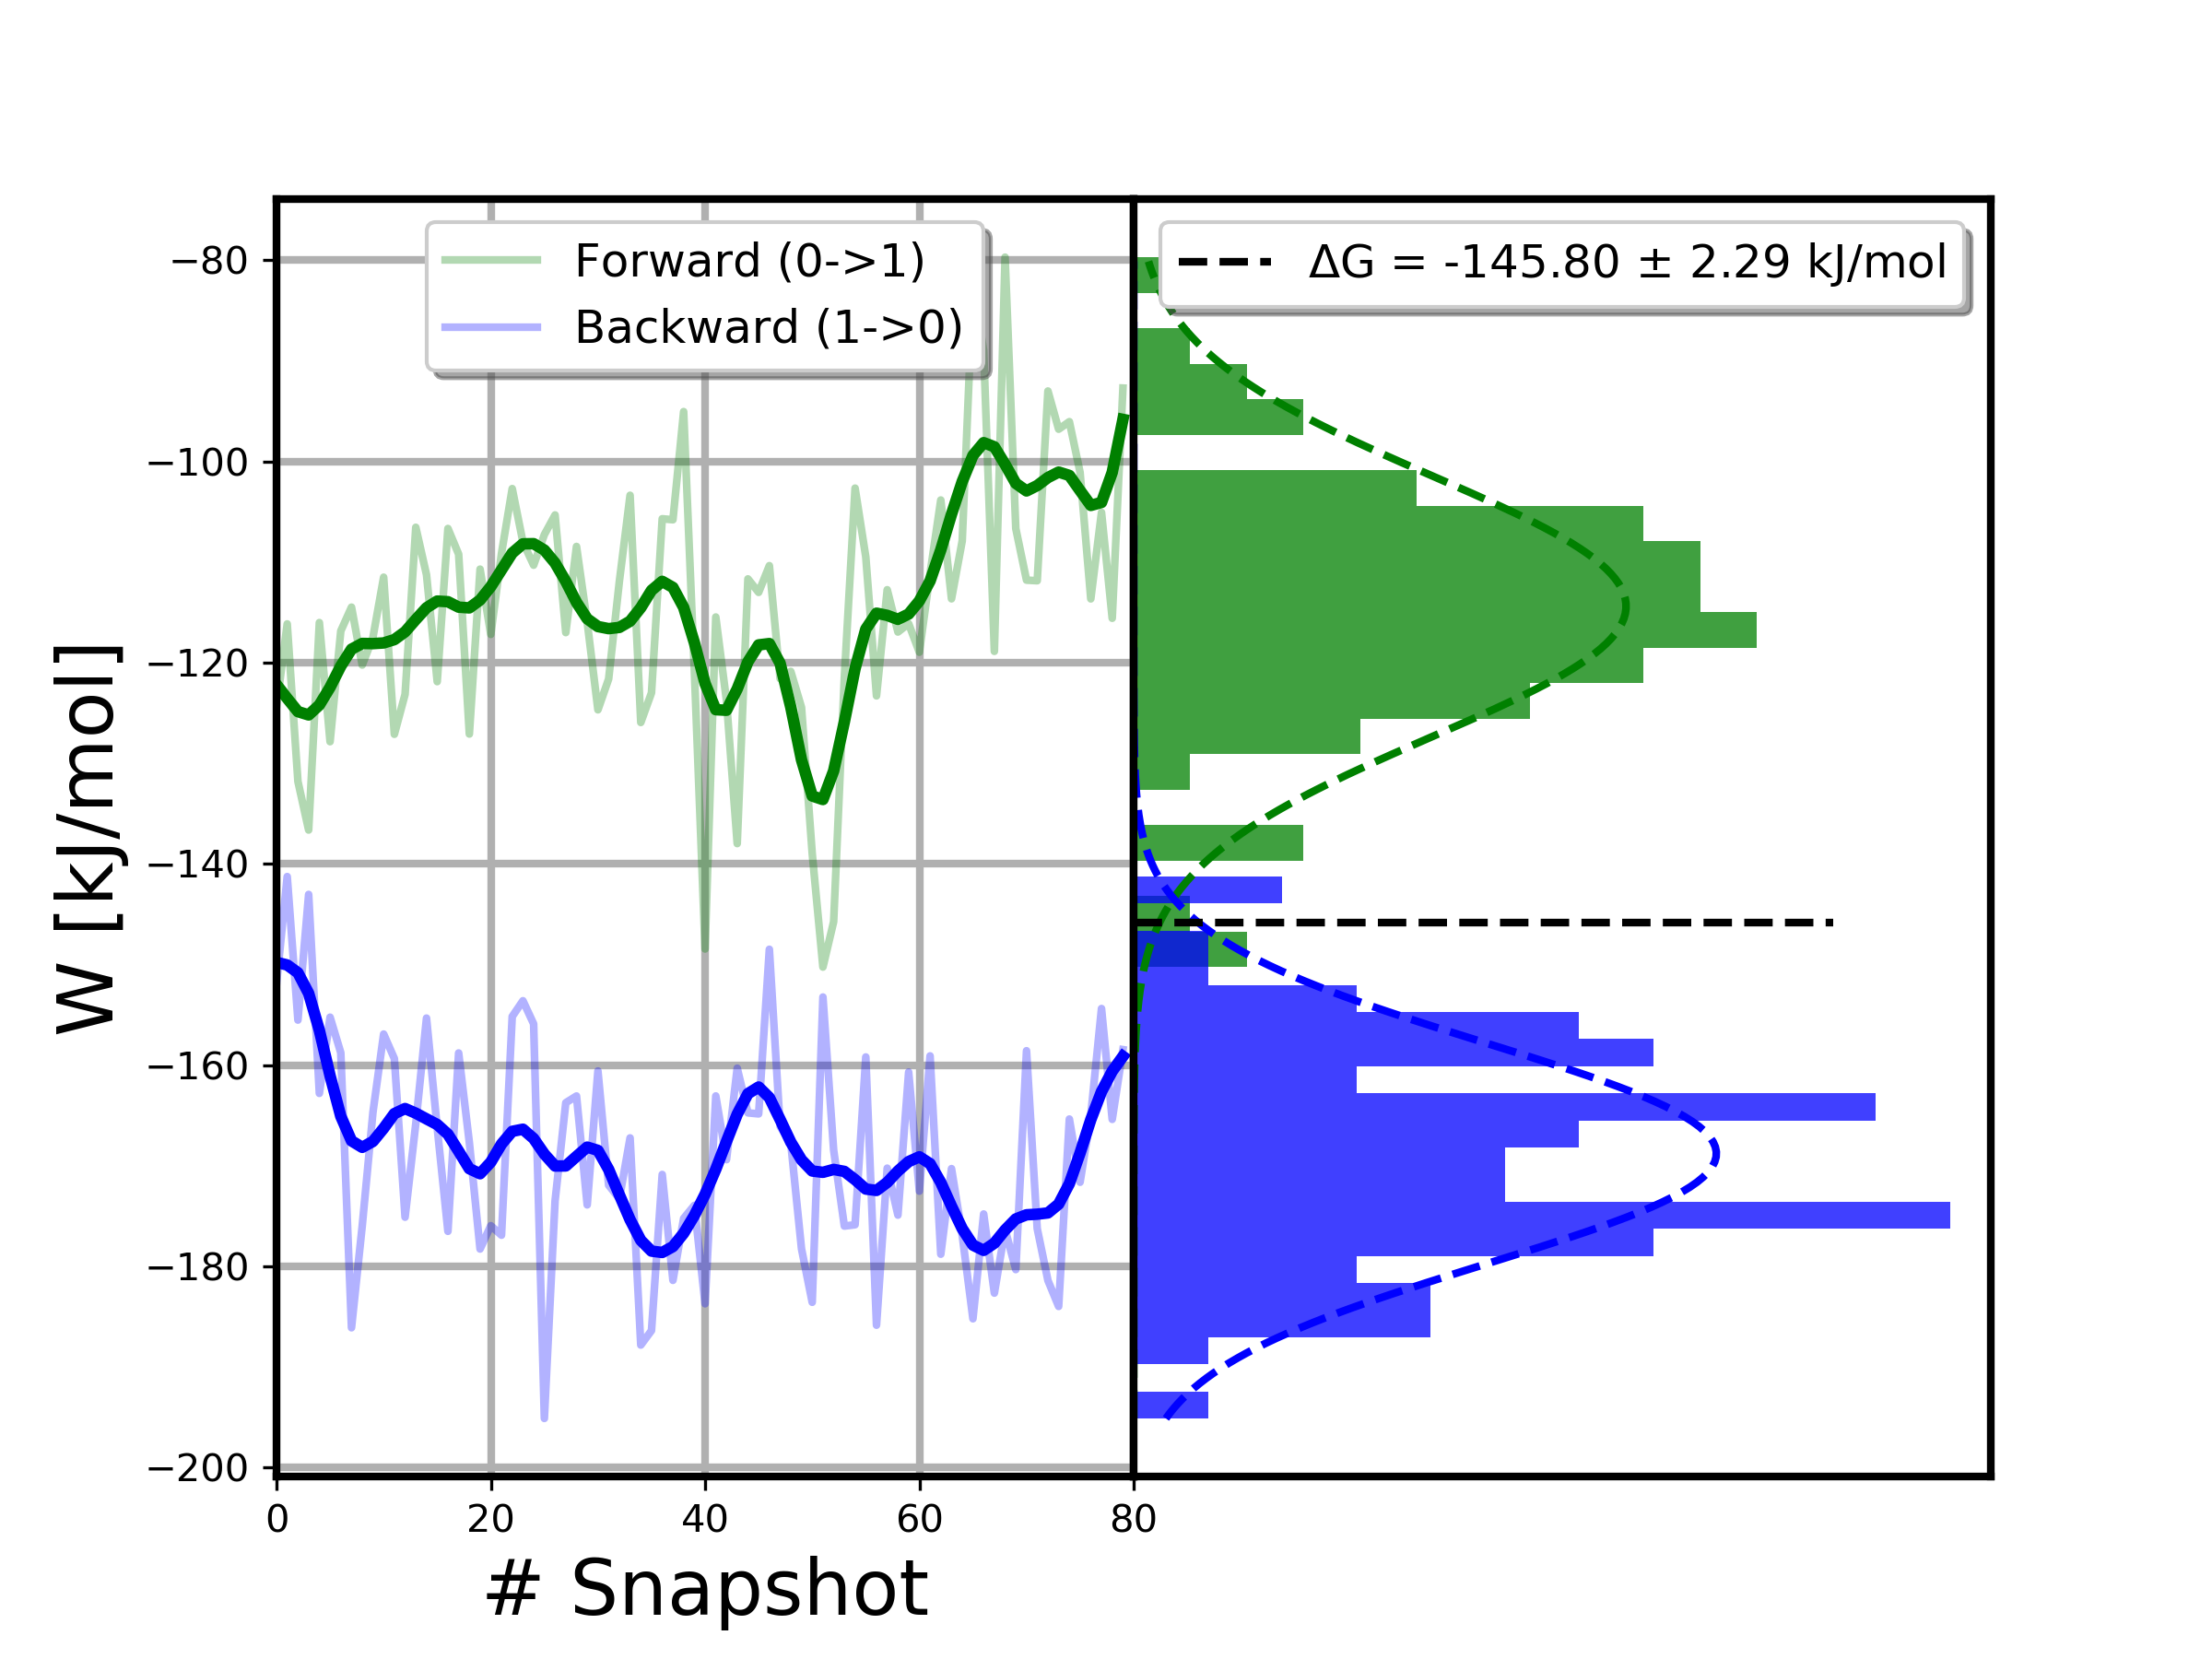 Forward (0->1)
Backward (1->0)
ΔG = -145.80 ± 2.29 kJ/mol
W [kJ/mol]
−80
−100
−120
−140
−160
−180
−200
0 20 40 60 80
# Snapshot